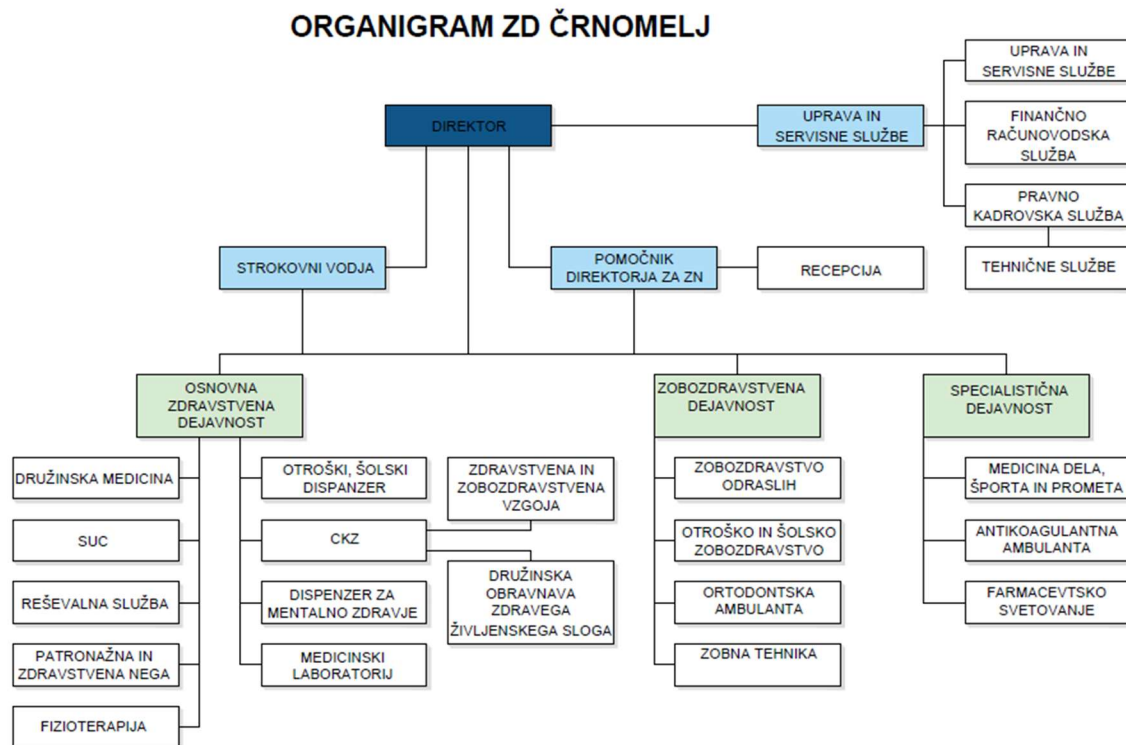 ORGANIGRAM ZD ČRNOMELJ
DIREKTOR
UPRAVA IN
SERVISNE SLUŽBE
UPRAVA IN
SERVISNE SLUŽBE
FINANČNO
RAČUNOVODSKA
SLUŽBA
PRAVNO
KADROVSKA SLUŽBA
TEHNIČNE SLUŽBE
STROKOVNI VODJA
POMOČNIK
DIREKTORJA ZA ZN
RECEPCIJA
OSNOVNA
ZDRAVSTVENA
DEJAVNOST
ZOBOZDRAVSTVENA
DEJAVNOST
SPECIALISTIČNA
DEJAVNOST
DRUŽINSKA MEDICINA
SUC
REŠEVALNA SLUŽBA
PATRONAŽNA IN
ZDRAVSTVENA NEGA
FIZIOTERAPIJA
OTROŠKI, ŠOLSKI
DISPANZER
CKZ
DISPENZER ZA
MENTALNO ZDRAVJE
MEDICINSKI
LABORATORIJ
ZDRAVSTVENA IN
ZOBOZDRAVSTVENA
VZGOJA
DRUŽINSKA
OBRAVNAVA
ZDRAVEGA
ŽIVLJENSKEGA SLOGA
ZOBOZDRAVSTVO
ODRASLIH
OTROŠKO IN ŠOLSKO
ZOBOZDRAVSTVO
ORTODONTSKA
AMBULANTA
ZOBNA TEHNIKA
MEDICINA DELA,
ŠPORTA IN PROMETA
ANTIKOAGULANTNA
AMBULANTA
FARMACEVTSKO
SVETOVANJE